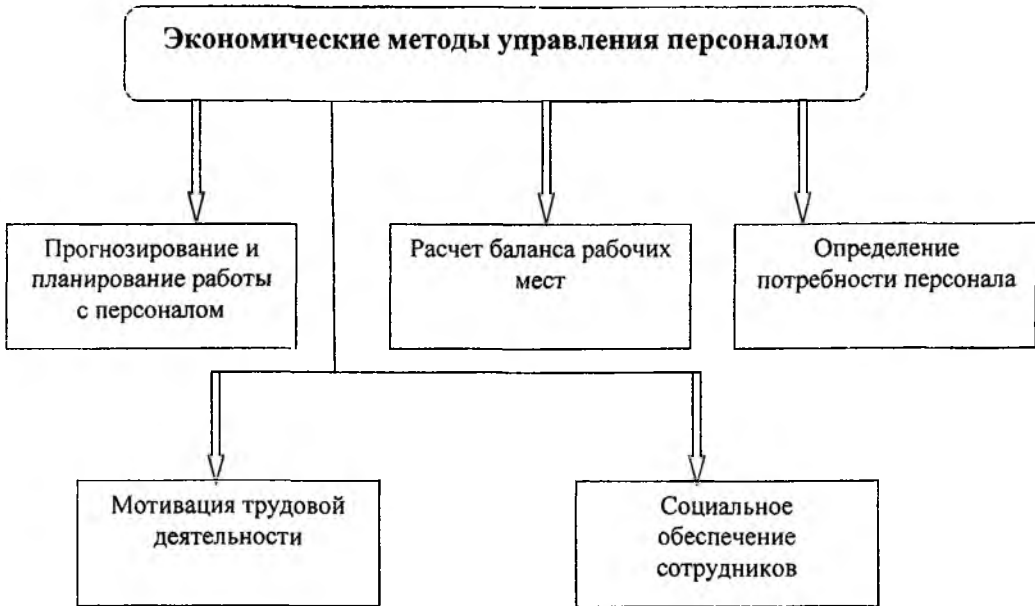 Экономические методы управления персоналом
Прогнозирование и
планирование работы
с персоналом
Расчет баланса рабочих
мест
Определение
потребности персонала
Мотивация трудовой
деятельности
Социальное
обеспечение
сотрудников